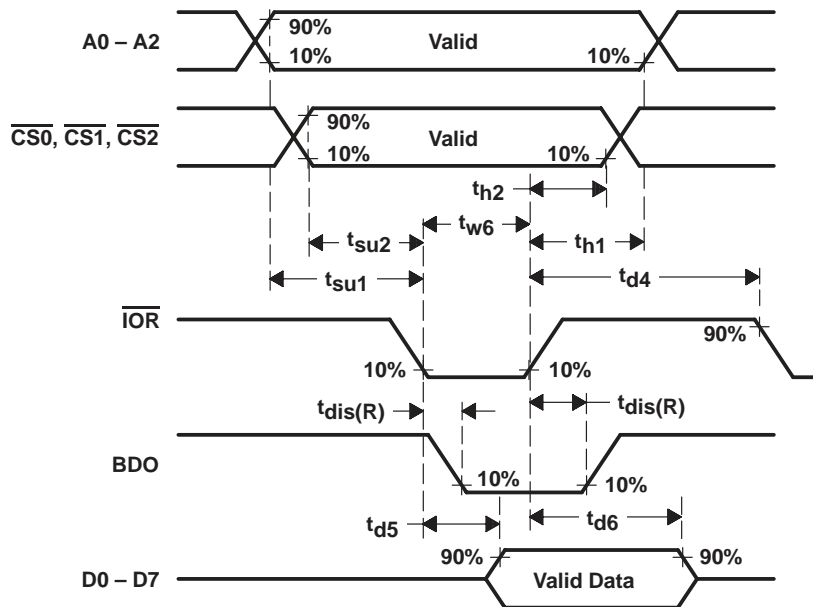 A0 – A2
90%
Valid
10%
10%
CS0, CS1, CS2
90%
Valid
10%
10%
th2
tw6
tsu2
th1
tsu1
td4
IOR
90%
10%
10%
tdis(R)
tdis(R)
BDO
10%
10%
td5
td6
90%
90%
D0 – D7
Valid Data